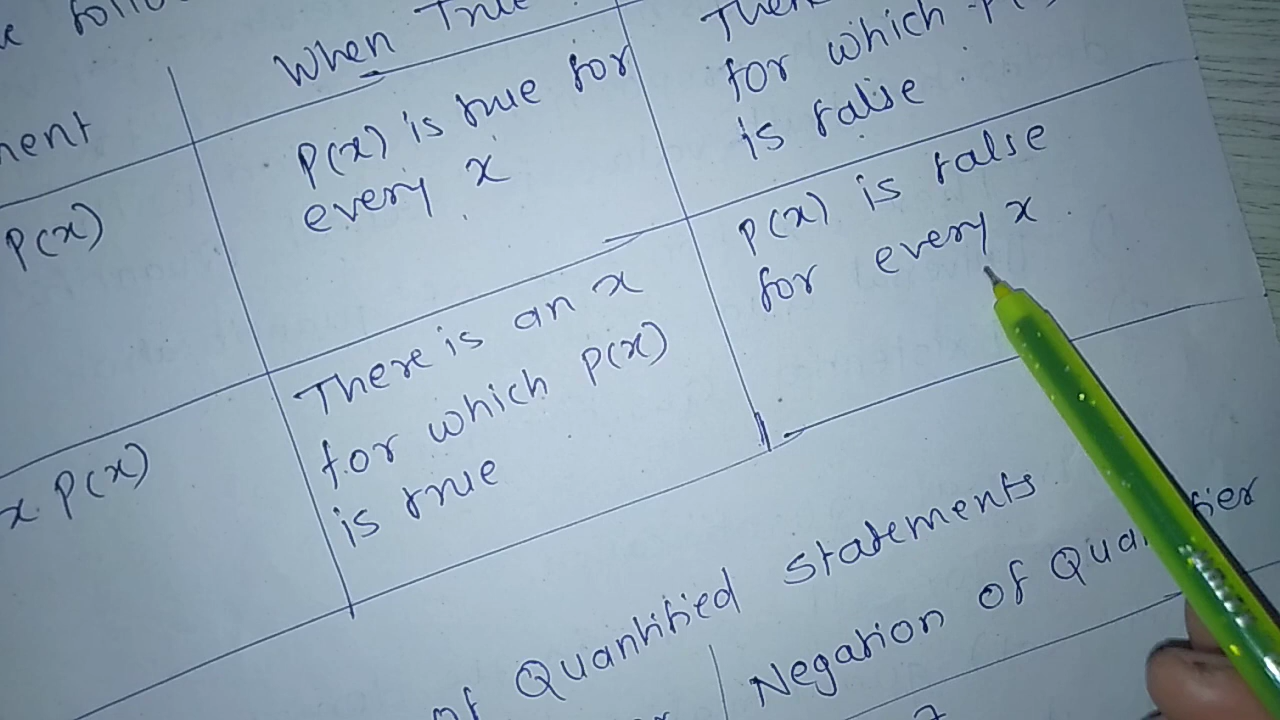 When True
for which P(
is false.
P(x)
P(x) is true for
every x.
x P(x)
There is an x
for which P(x)
is true
P(x) is false
for every x.
of Quantified Statements
Negation of